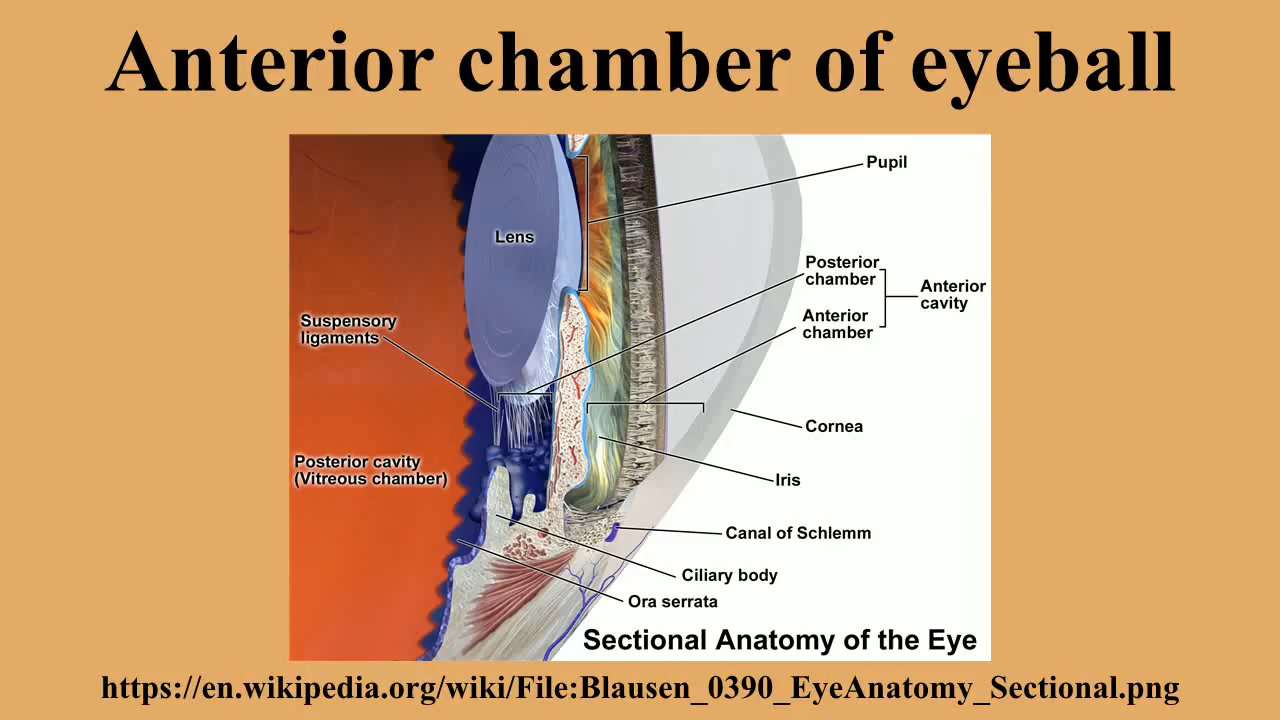 Anterior chamber of eyeball
Pupil
Lens
Posterior
chamber
Anterior
cavity
Anterior
chamber
Suspensory
ligaments
Cornea
Posterior cavity
(Vitreous chamber)
Iris
Canal of Schlemm
Ciliary body
Ora serrata
Sectional Anatomy of the Eye
https://en.wikipedia.org/wiki/File:Blausen_0390_EyeAnatomy_Sectional.png